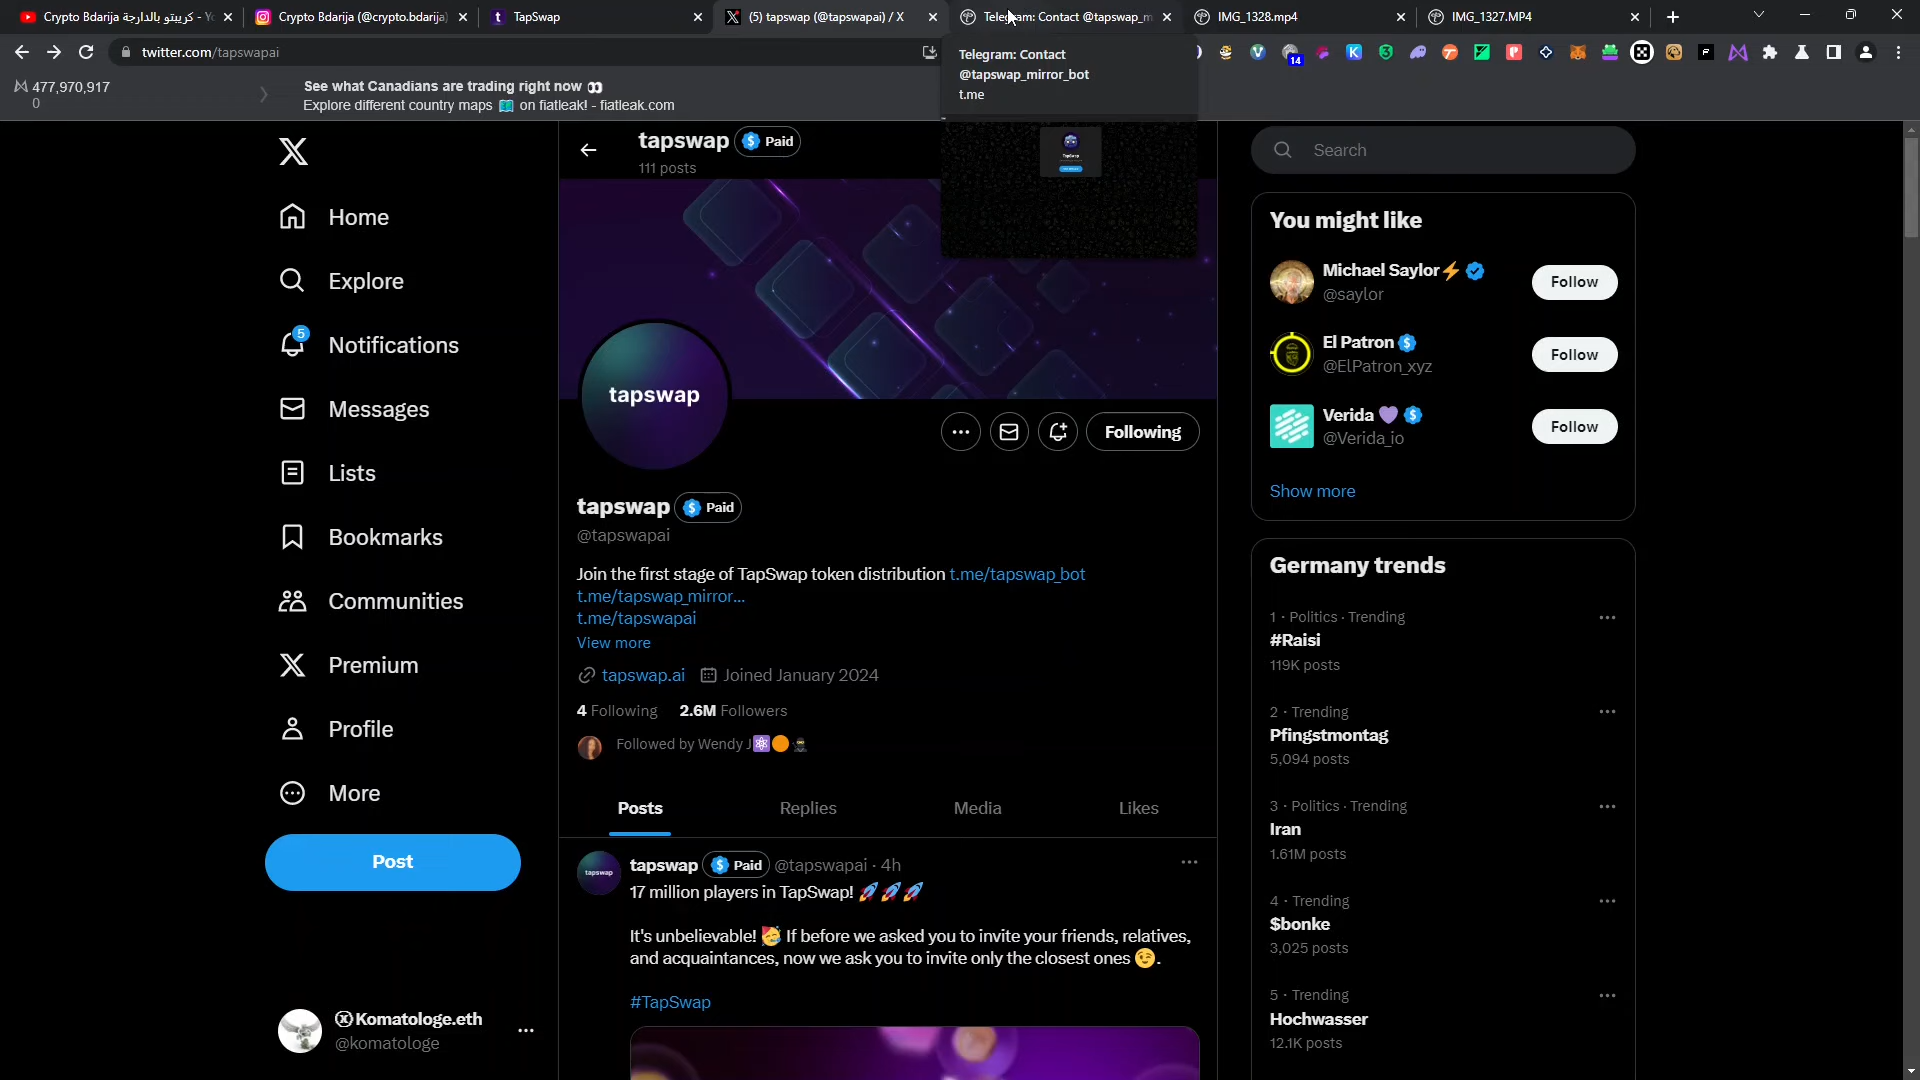 Crypto Bdarija كريبتو بالدارجة - Yo
Crypto Bdarija (@crypto.bdarija)
TapSwap
(5) tapswap (@tapswapai) / X
Telegram: Contact @tapswap_m
IMG_1328.mp4
IMG_1327.MP4
twitter.com/tapswapai
14
Telegram: Contact
@tapswap_mirror_bot
t.me
477,970,917
0
See what Canadians are trading right now 👀
Explore different country maps 🗺️ on fiatleak! - fiatleak.com
tapswap Paid
111 posts
Search
Home
Explore
5
Notifications
Messages
Lists
Bookmarks
Communities
Premium
Profile
More
Post
Komatologe.eth
@komatologe
TapSwap
tapswap
Following
tapswap Paid
@tapswapai
Join the first stage of TapSwap token distribution t.me/tapswap_bot
t.me/tapswap_mirror...
t.me/tapswapai
View more
tapswap.ai Joined January 2024
4 Following 2.6M Followers
Followed by Wendy J⚛️🟠🥷
Posts Replies Media Likes
tapswap
tapswap Paid @tapswapai · 4h
17 million players in TapSwap! 🚀🚀🚀
It's unbelievable! 🥳 If before we asked you to invite your friends, relatives,
and acquaintances, now we ask you to invite only the closest ones 😉.
#TapSwap
You might like
Michael Saylor⚡
@saylor
Follow
El Patron
@ElPatron_xyz
Follow
Verida 💜
@Verida_io
Follow
Show more
Germany trends
1 · Politics · Trending
#Raisi
119K posts
2 · Trending
Pfingstmontag
5,094 posts
3 · Politics · Trending
Iran
1.61M posts
4 · Trending
$bonke
3,025 posts
5 · Trending
Hochwasser
12.1K posts